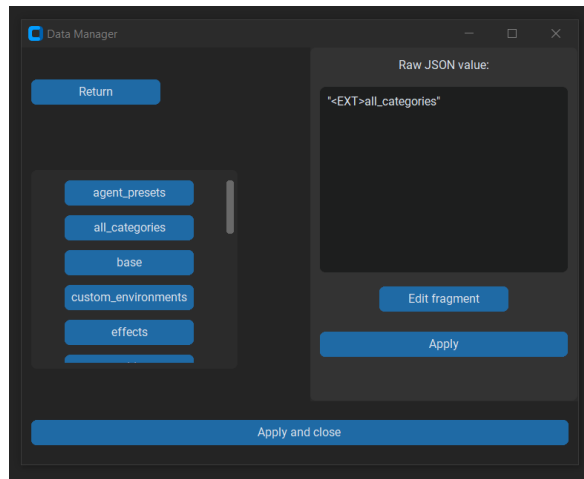 Data Manager
Return
agent_presets
all_categories
base
custom_environments
effects
Raw JSON value:
"<EXT>all_categories"
Edit fragment
Apply
Apply and close